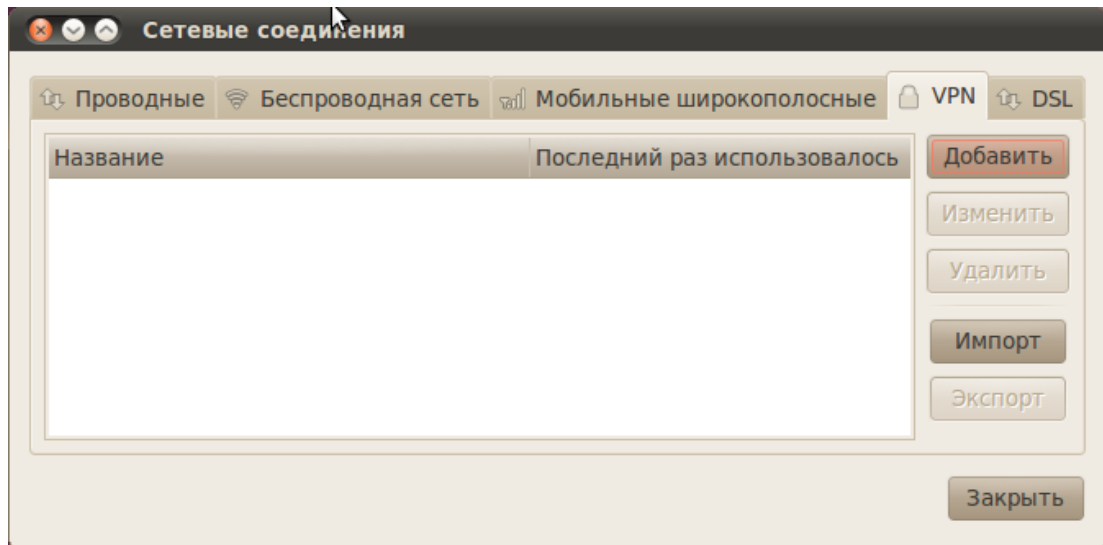 Сетевые соединения
Проводные Беспроводная сеть Мобильные широкополосные VPN DSL
Название Последний раз использовалось
Добавить
Изменить
Удалить
Импорт
Экспорт
Закрыть